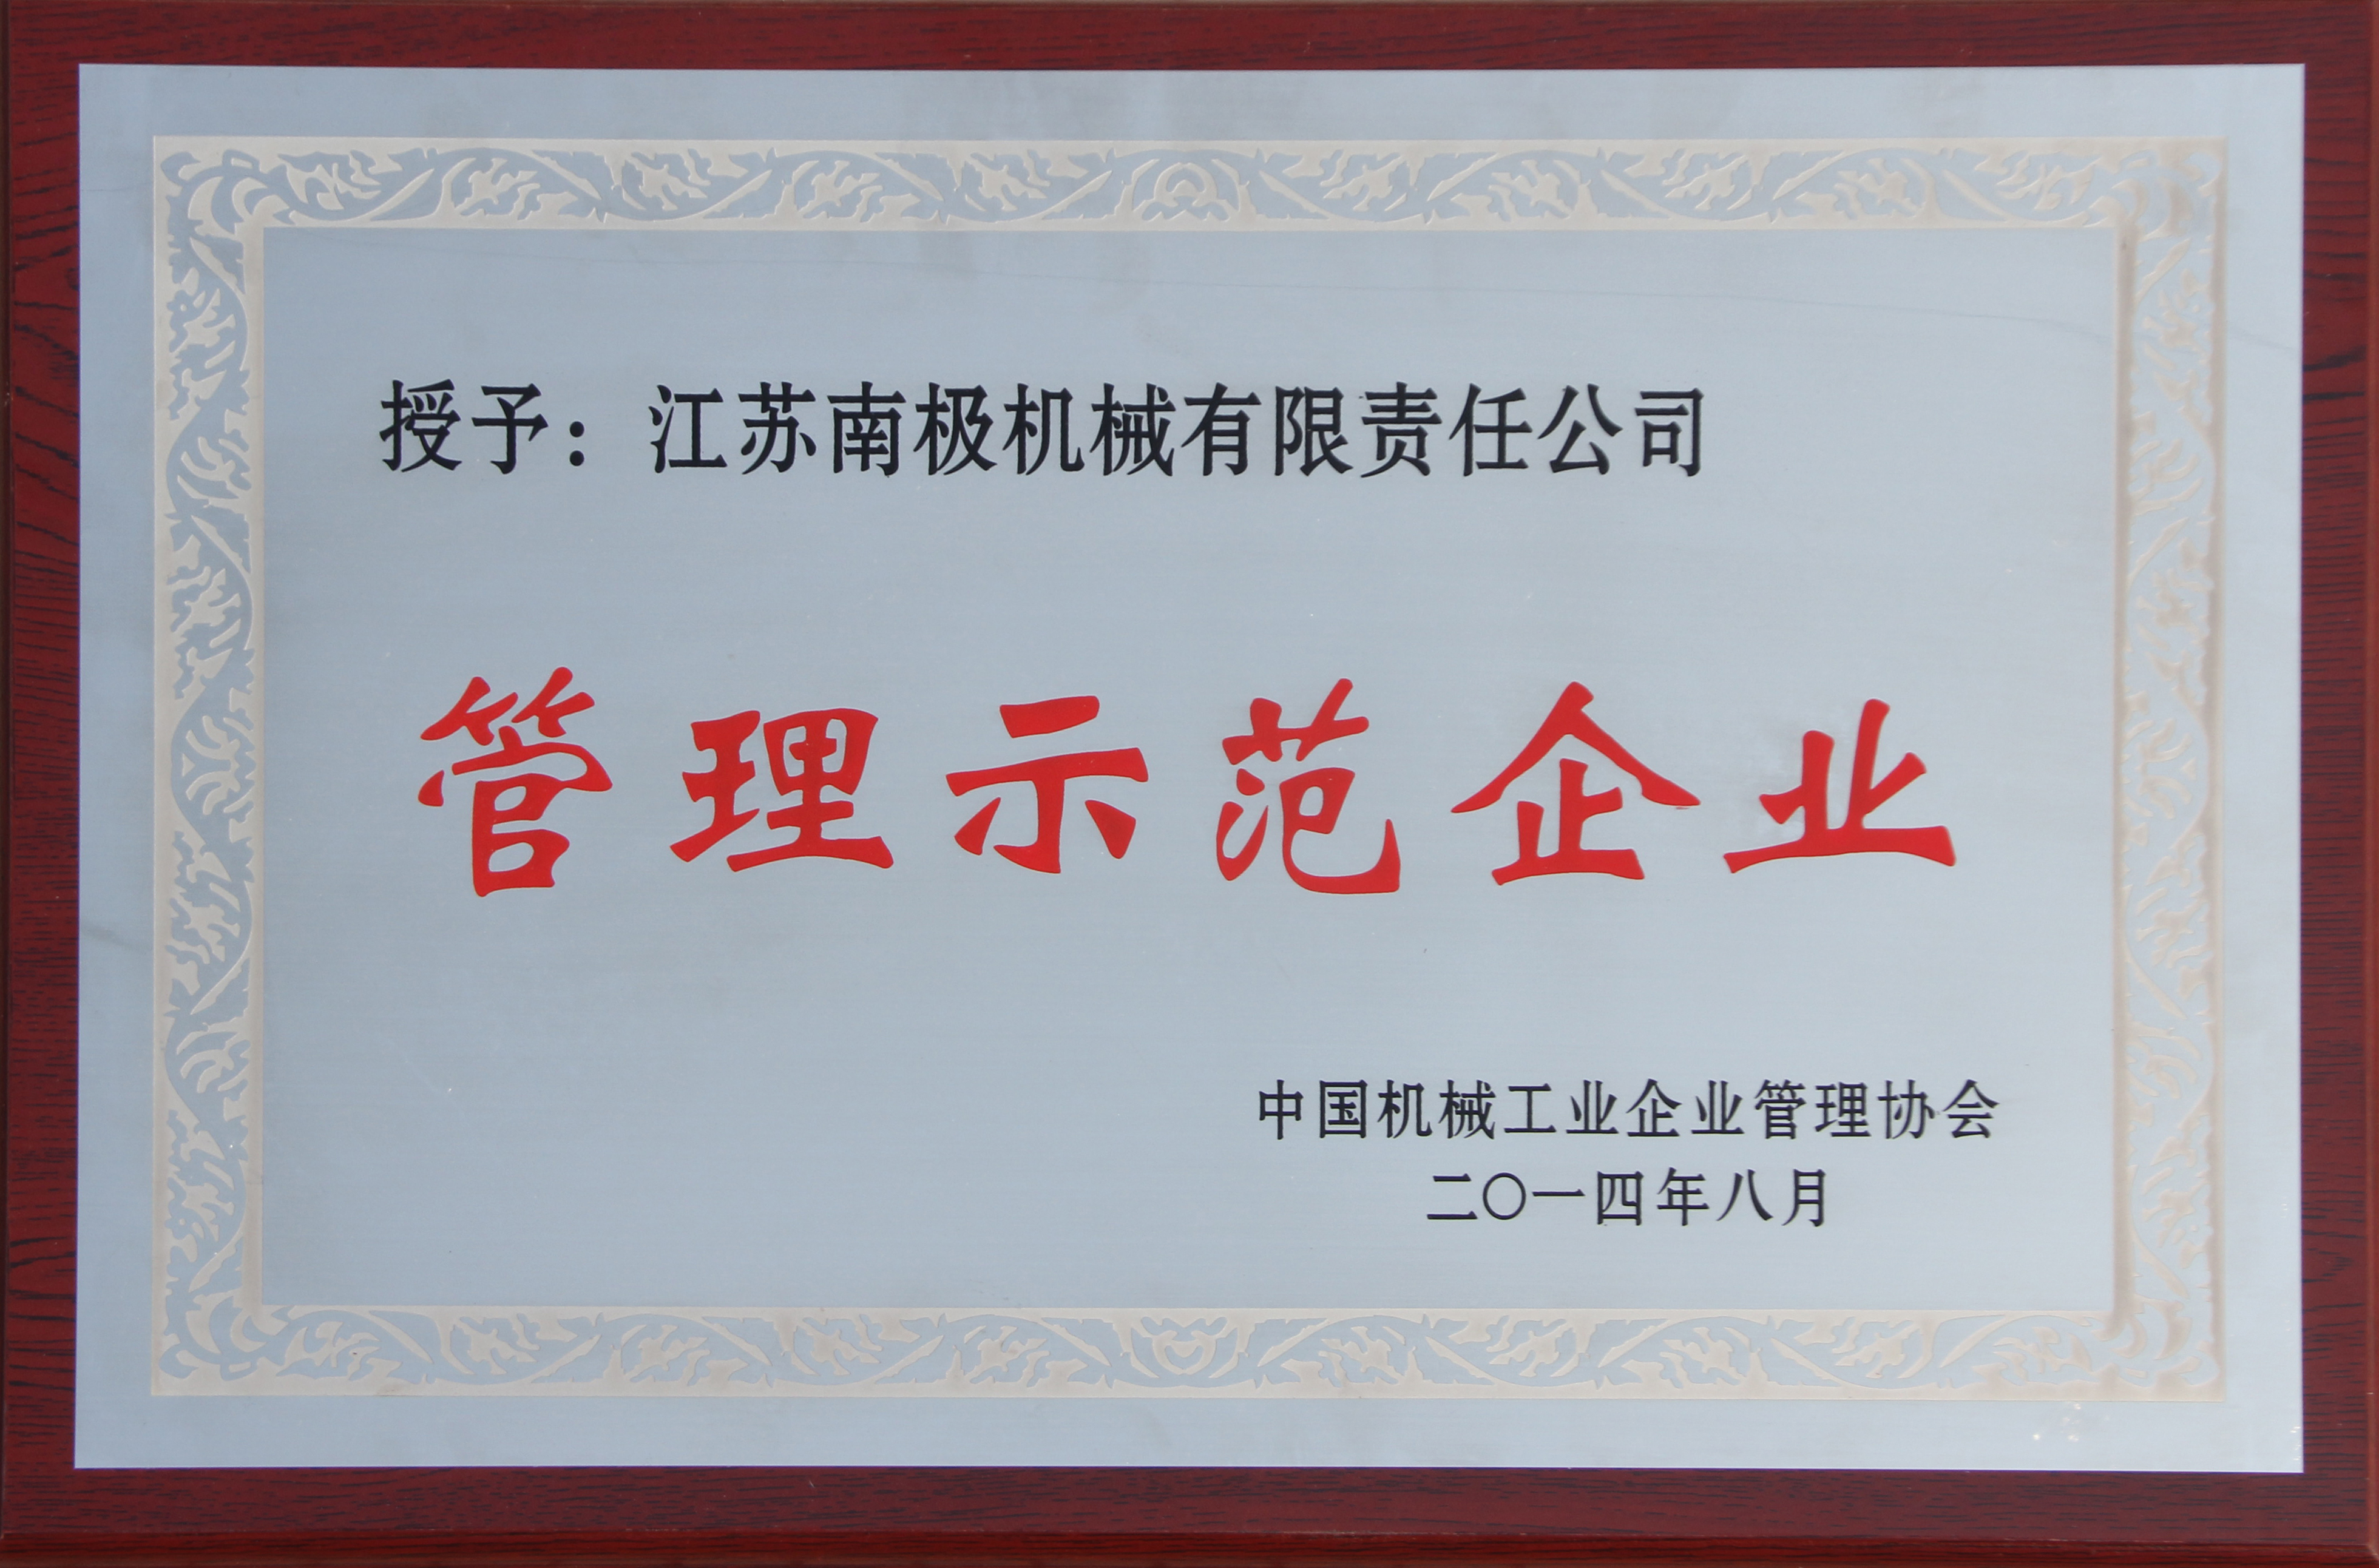 授予：江苏南极机械有限责任公司
管理示范企业
中国机械工业企业管理协会
二〇一四年八月